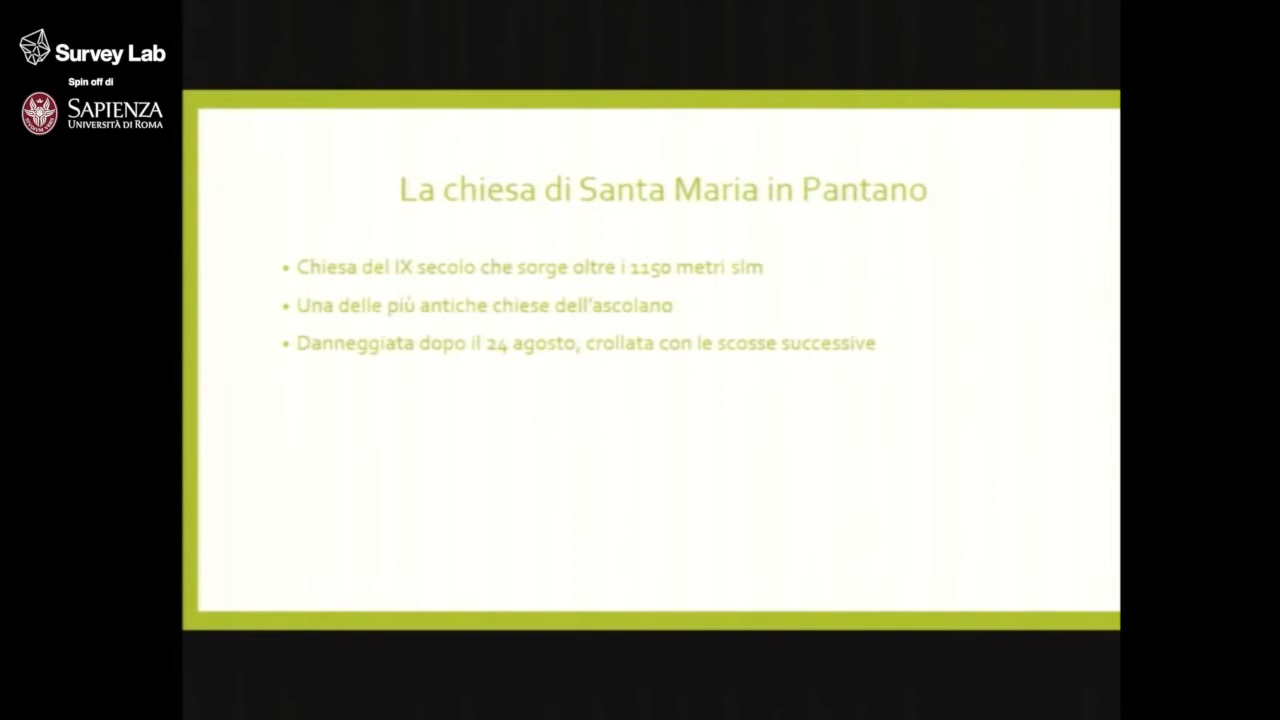 Survey Lab
Spin off di
SAPIENZA
UNIVERSITÀ DI ROMA
La chiesa di Santa Maria in Pantano
• Chiesa del IX secolo che sorge oltre i 1150 metri slm
• Una delle più antiche chiese dell'ascolano
• Danneggiata dopo il 24 agosto, crollata con le scosse successive